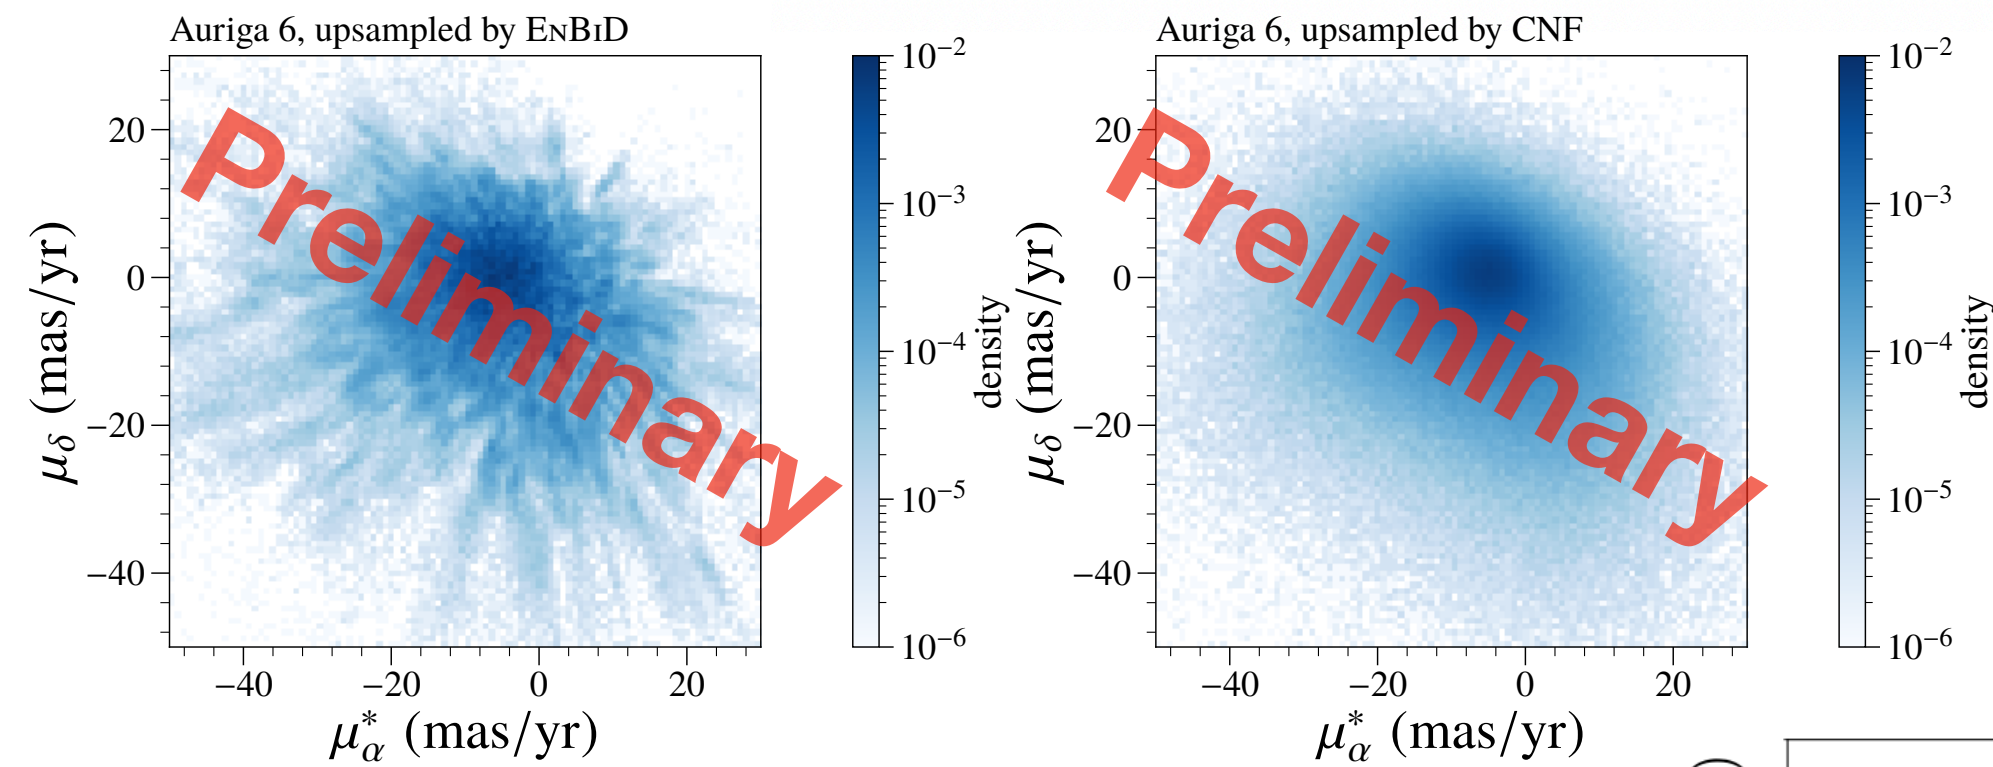 Auriga 6, upsampled by EnBiD
10⁻²
10⁻³
10⁻⁴
10⁻⁵
10⁻⁶
density
20
0
−20
−40
μδ (mas/yr)
−40 −20 0 20
μ*α (mas/yr)
Preliminary
Auriga 6, upsampled by CNF
10⁻²
10⁻³
10⁻⁴
10⁻⁵
10⁻⁶
density
20
0
−20
−40
μδ (mas/yr)
−40 −20 0 20
μ*α (mas/yr)
Preliminary